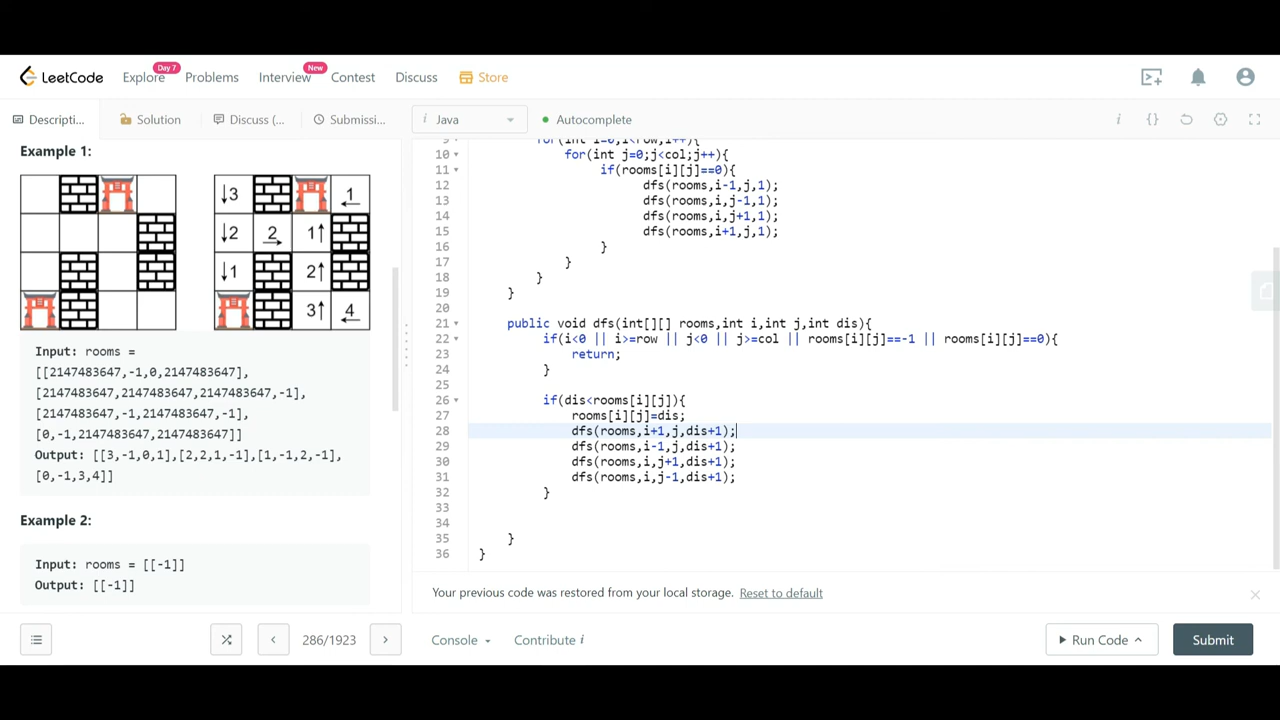 LeetCode
Explore
Day 7
Problems
Interview
New
Contest
Discuss
Store
Descripti...
Solution
Discuss (...
Submissi...
i Java
Autocomplete
Example 1:
↓3
1
←
↓2
2
→
1↑
↓1
2↑
3↑
4
←
Input: rooms =
[[2147483647,-1,0,2147483647],
[2147483647,2147483647,2147483647,-1],
[2147483647,-1,2147483647,-1],
[0,-1,2147483647,2147483647]]
Output: [[3,-1,0,1],[2,2,1,-1],[1,-1,2,-1],
[0,-1,3,4]]
Example 2:
Input: rooms = [[-1]]
Output: [[-1]]
9 for(int i=0;i<row;i++){
10 for(int j=0;j<col;j++){
11 if(rooms[i][j]==0){
12 dfs(rooms,i-1,j,1);
13 dfs(rooms,i,j-1,1);
14 dfs(rooms,i,j+1,1);
15 dfs(rooms,i+1,j,1);
16 }
17 }
18 }
19 }
20
21 public void dfs(int[][] rooms,int i,int j,int dis){
22 if(i<0 || i>=row || j<0 || j>=col || rooms[i][j]==-1 || rooms[i][j]==0){
23 return;
24 }
25
26 if(dis<rooms[i][j]){
27 rooms[i][j]=dis;
28 dfs(rooms,i+1,j,dis+1);
29 dfs(rooms,i-1,j,dis+1);
30 dfs(rooms,i,j+1,dis+1);
31 dfs(rooms,i,j-1,dis+1);
32 }
33
34
35 }
36 }
Your previous code was restored from your local storage. Reset to default
286/1923
Console
Contribute i
Run Code
Submit